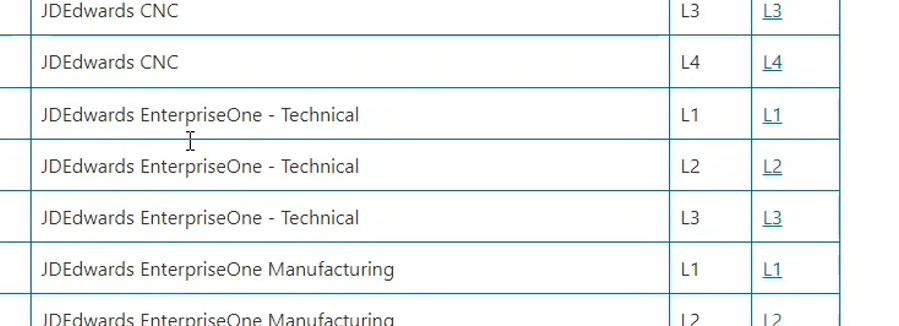 JDEdwards CNC L3 L3
JDEdwards CNC L4 L4
JDEdwards EnterpriseOne - Technical L1 L1
JDEdwards EnterpriseOne - Technical L2 L2
JDEdwards EnterpriseOne - Technical L3 L3
JDEdwards EnterpriseOne Manufacturing L1 L1
JDEdwards EnterpriseOne Manufacturing L2 L2